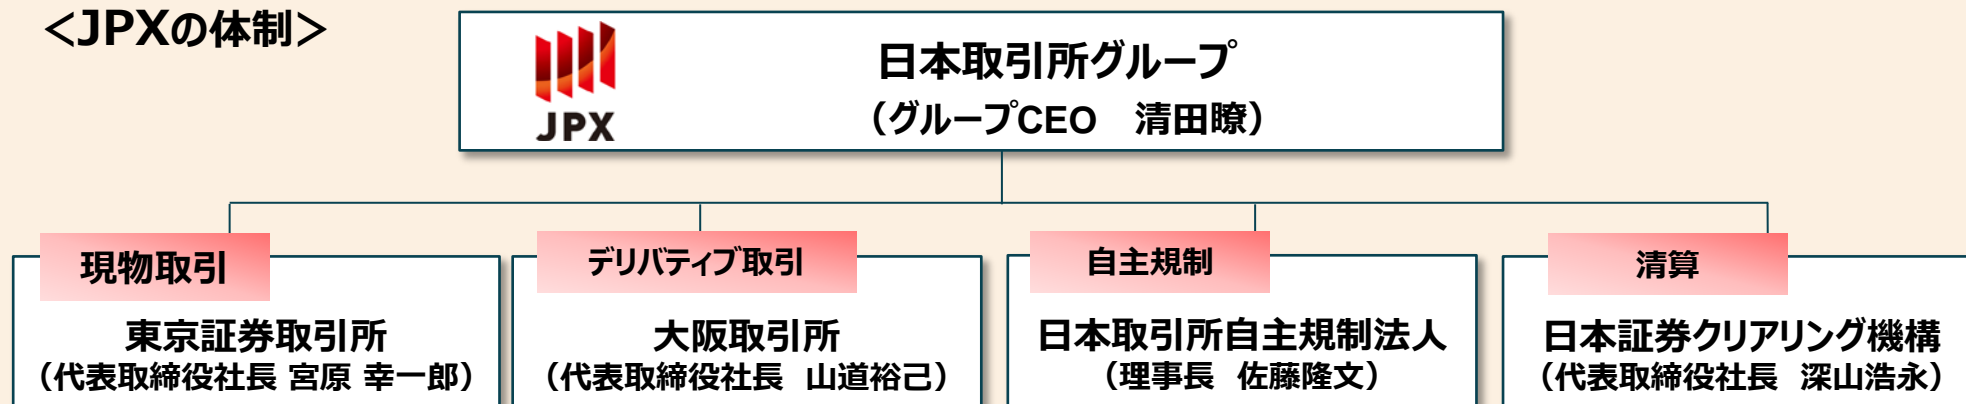 ＜JPXの体制＞
JPX
日本取引所グループ
（グループCEO　清田瞭）
現物取引
東京証券取引所
（代表取締役社長 宮原 幸一郎）
デリバティブ取引
大阪取引所
（代表取締役社長　山道裕己）
自主規制
日本取引所自主規制法人
（理事長　佐藤隆文）
清算
日本証券クリアリング機構
（代表取締役社長　深山浩永）